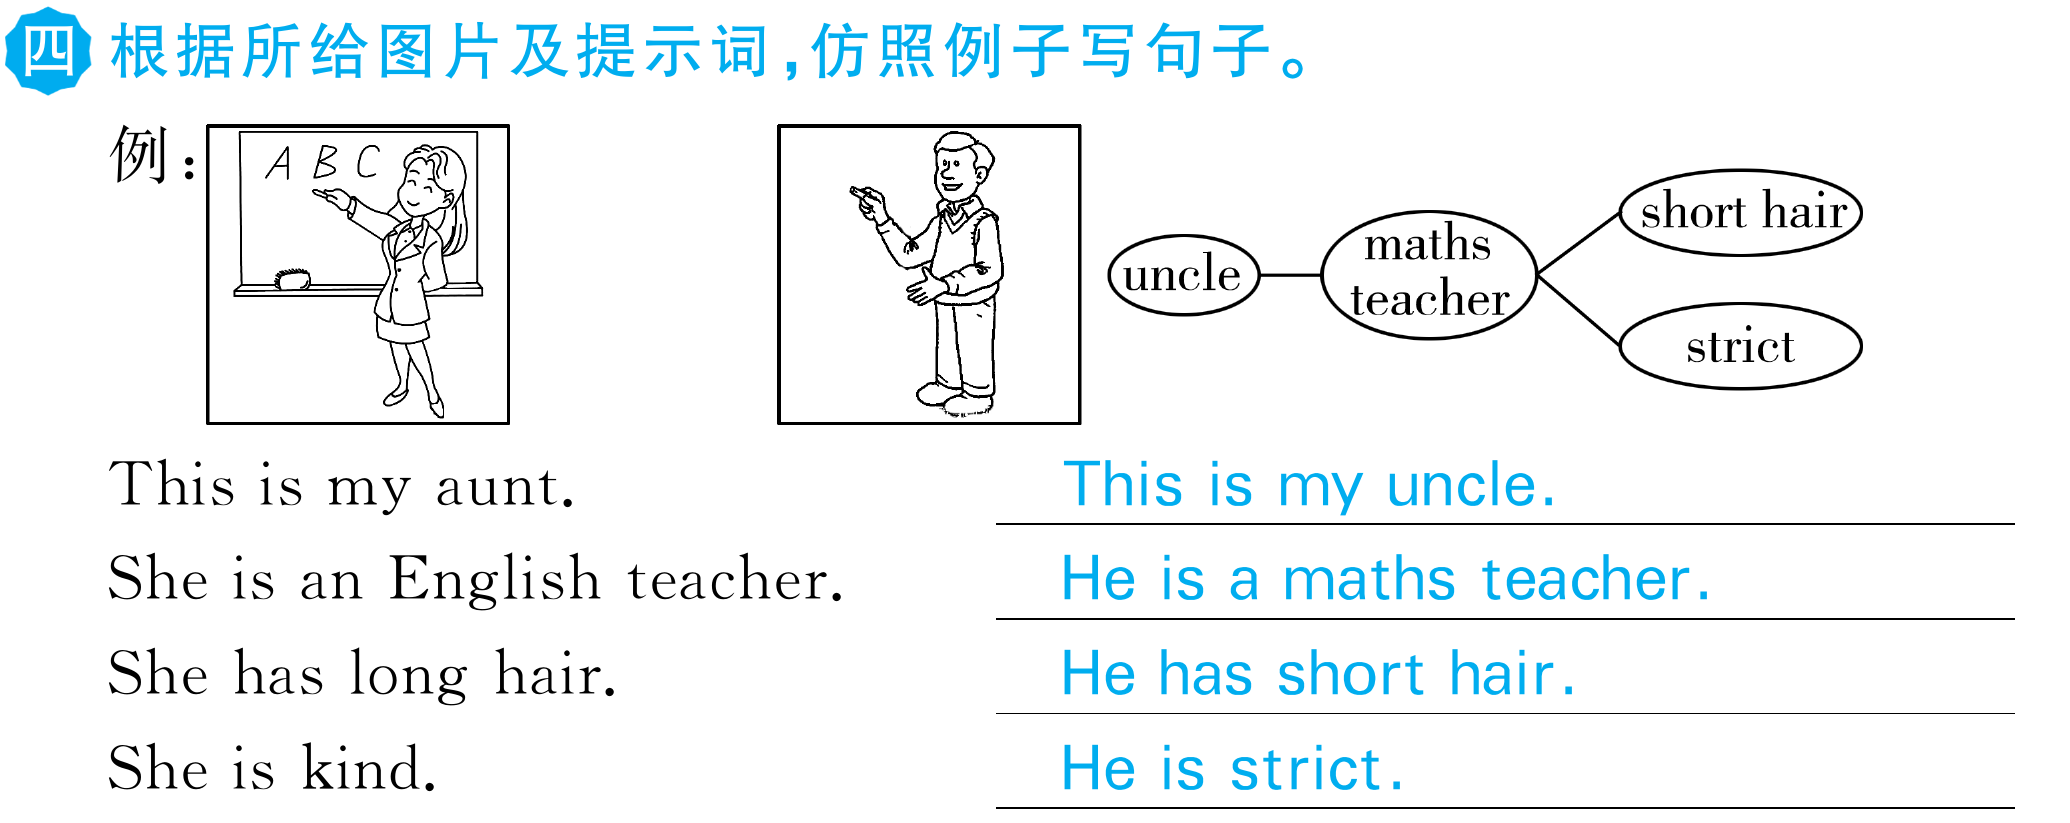 四 根据所给图片及提示词,仿照例子写句子。
例:
A B C
uncle
maths
teacher
short hair
strict
This is my aunt.
This is my uncle.
She is an English teacher.
He is a maths teacher.
She has long hair.
He has short hair.
She is kind.
He is strict.